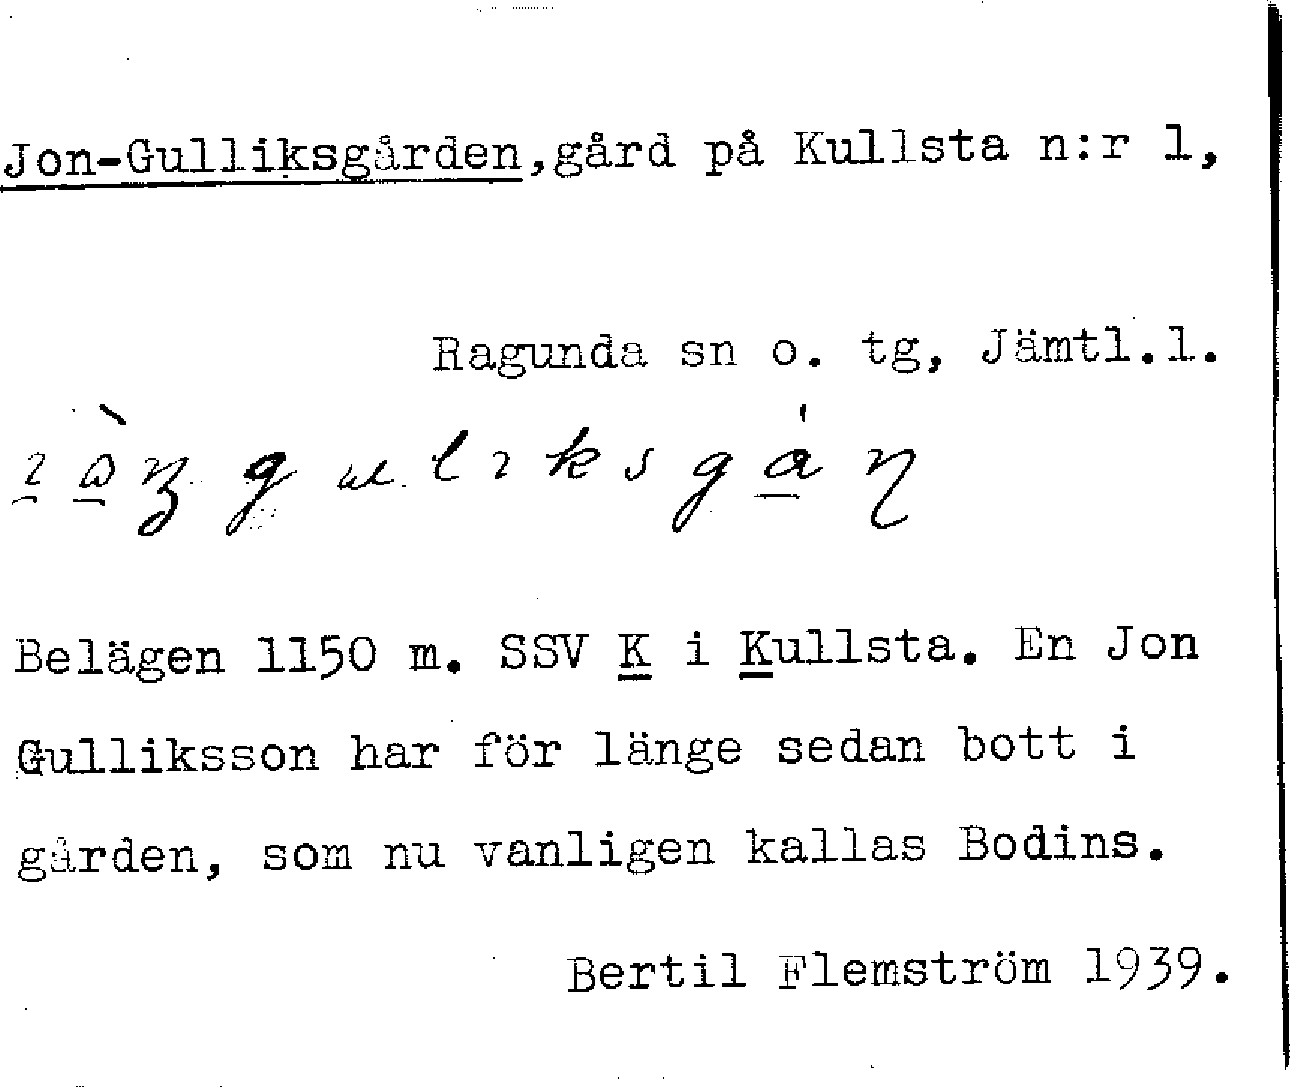 Jon-Gulliksgården,gård på Kullsta n:r 1,
Ragunda sn o. tg, Jämtl.l.
Belägen 1150 m. SSV K i Kullsta. En Jon
Gulliksson har för länge sedan bott i
gården, som nu vanligen kallas Bodins.
Bertil Flemström 1939.